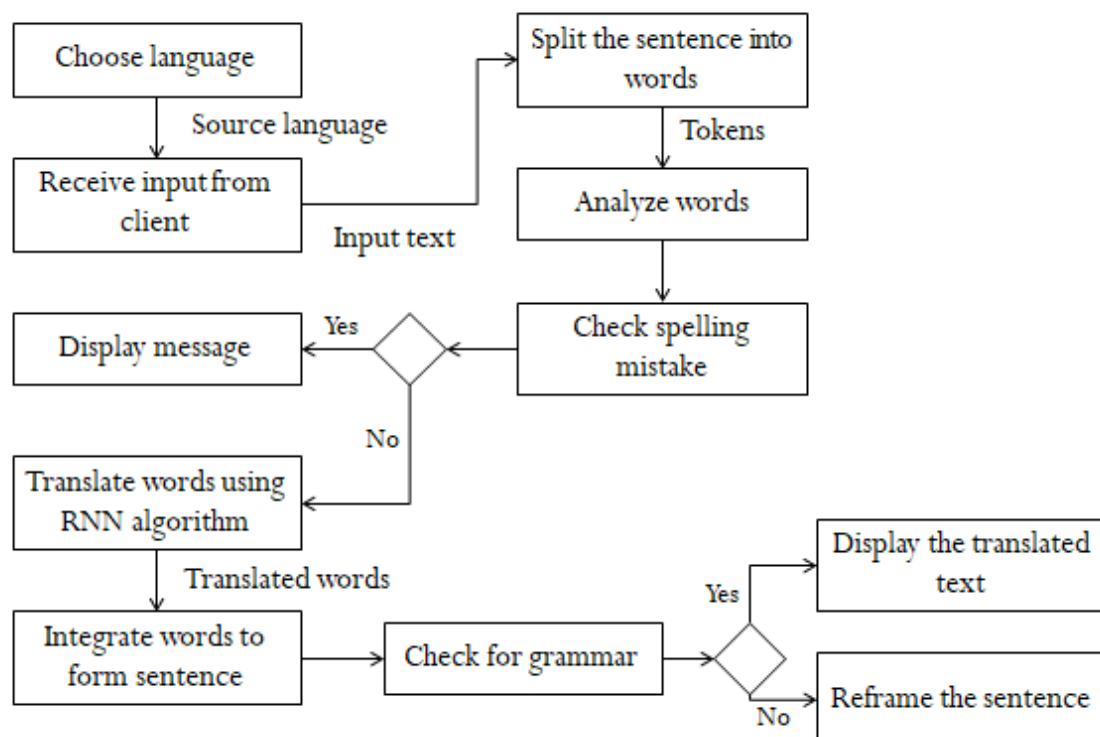 Choose language
Source language
Receive input from
client
Input text
Split the sentence into
words
Tokens
Analyze words
Check spelling
mistake
Yes
Display message
No
Translate words using
RNN algorithm
Translated words
Integrate words to
form sentence
Check for grammar
Yes
Display the translated
text
No
Reframe the sentence